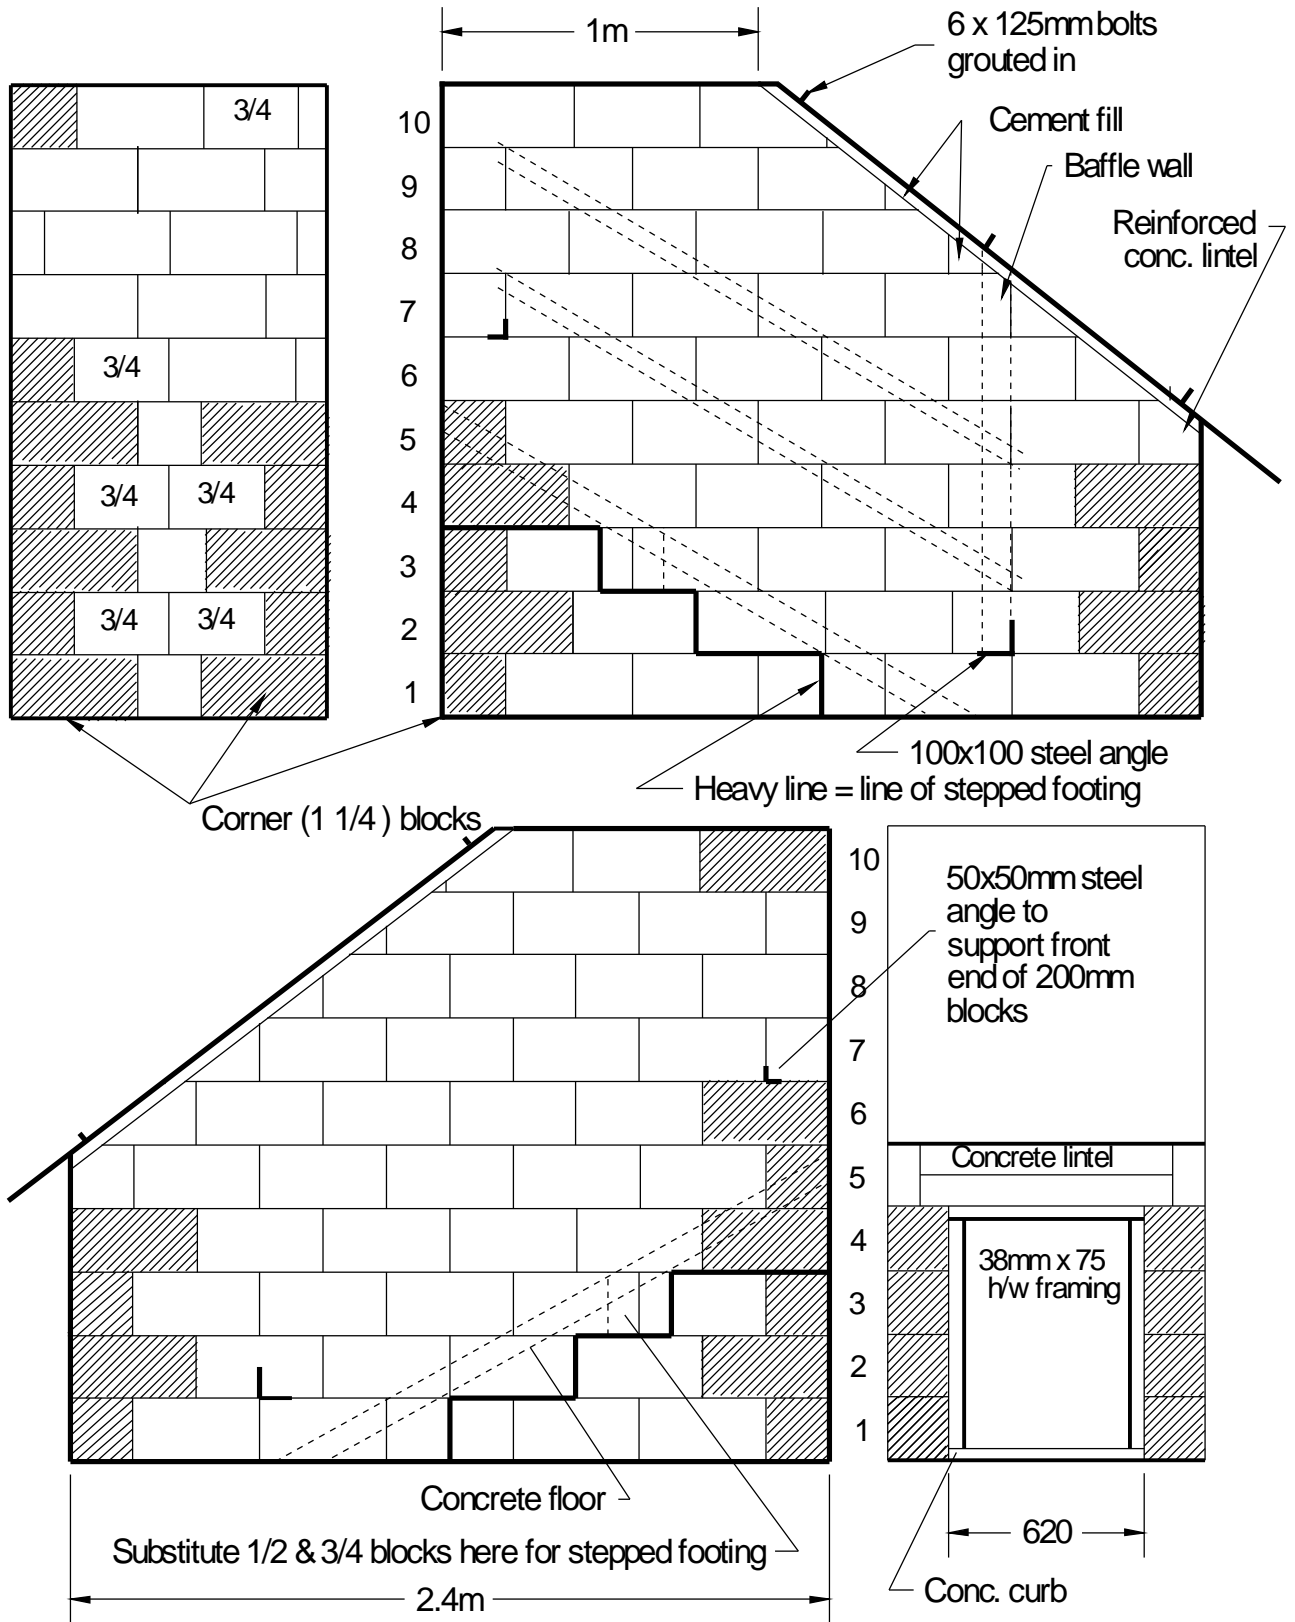 1m
6 x 125mm bolts
grouted in
3/4
10
Cement fill
9
Baffle wall
8
Reinforced
conc. lintel
7
3/4
6
5
3/4 3/4
4
3
3/4 3/4
2
1
100x100 steel angle
Heavy line = line of stepped footing
Corner (1 1/4 ) blocks
10
50x50mm steel
angle to
support front
end of 200mm
blocks
9
8
7
6
Concrete lintel
5
4
38mm x 75
h/w framing
3
2
1
Concrete floor
620
Substitute 1/2 & 3/4 blocks here for stepped footing
Conc. curb
2.4m